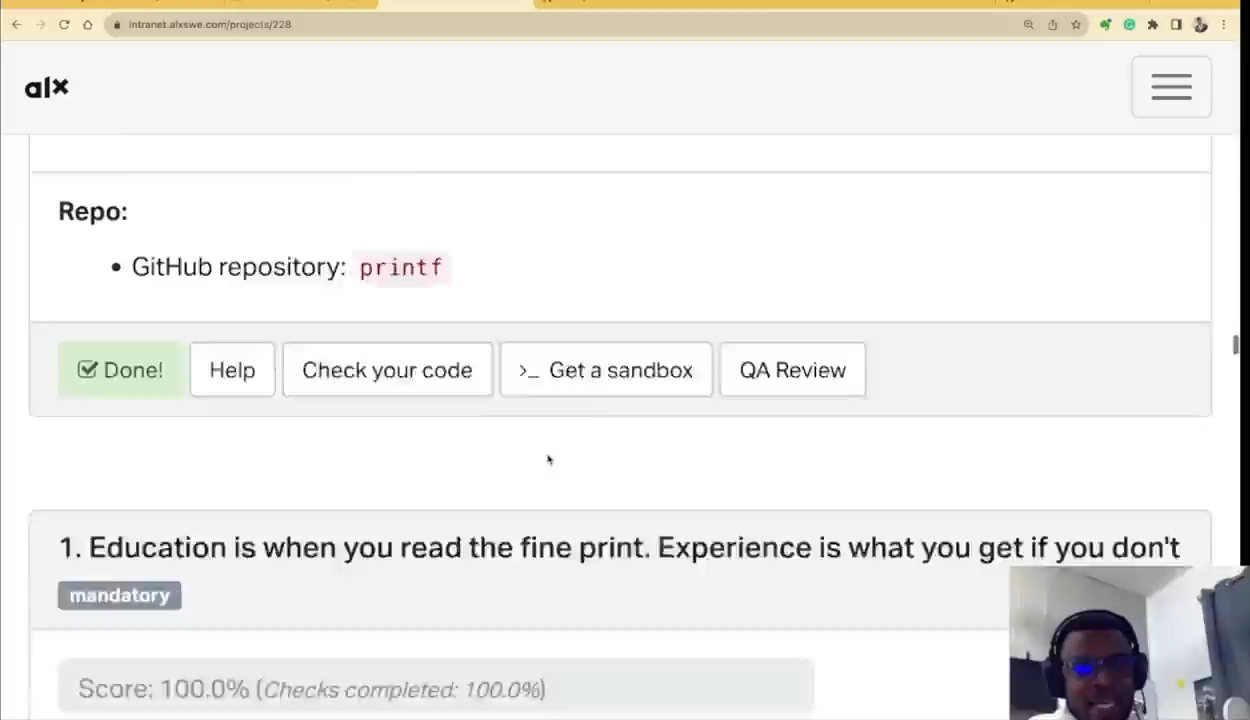 intranet.alxswe.com/projects/228
alx
Repo:
• GitHub repository: printf
Done! Help Check your code >_ Get a sandbox QA Review
1. Education is when you read the fine print. Experience is what you get if you don't
mandatory
Score: 100.0% (Checks completed: 100.0%)